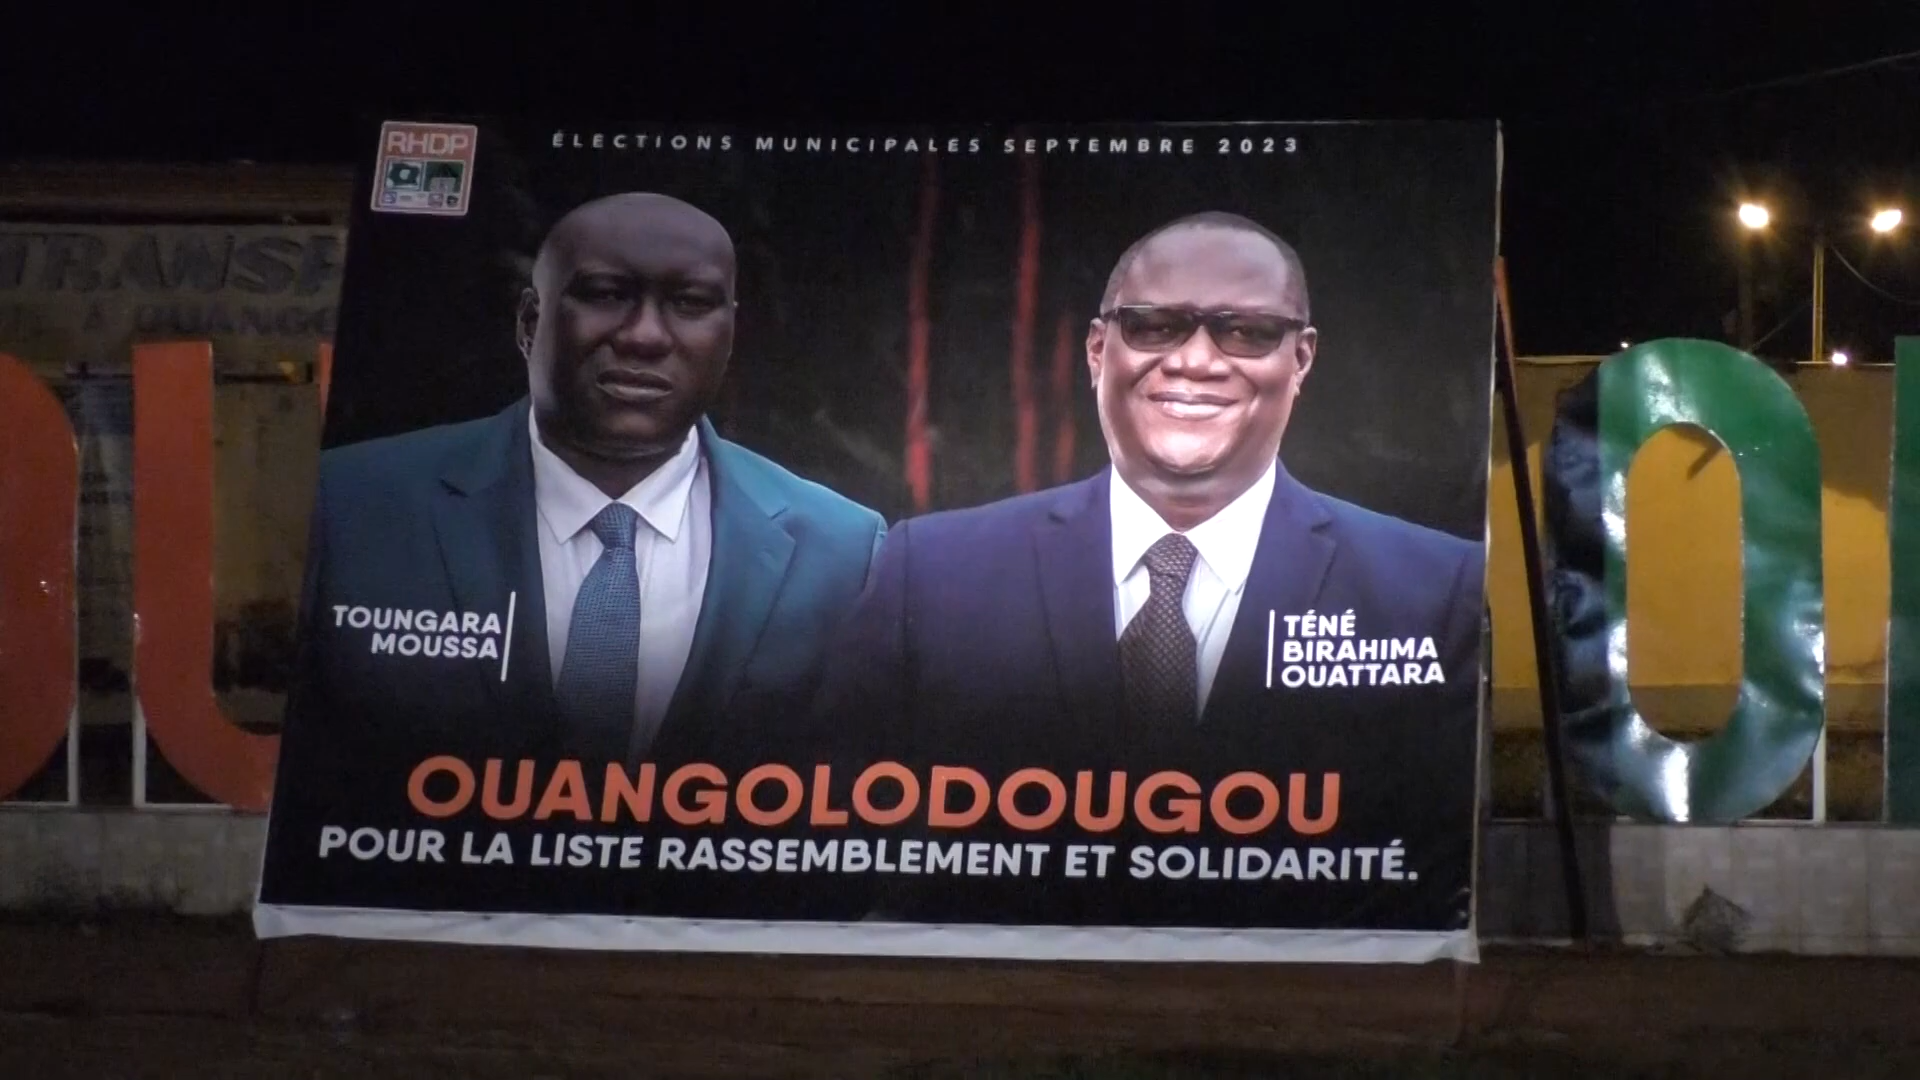 RHDP
ÉLECTIONS MUNICIPALES SEPTEMBRE 2023
TOUNGARA
MOUSSA
TÉNÉ
BIRAHIMA
OUATTARA
OUANGOLODOUGOU
POUR LA LISTE RASSEMBLEMENT ET SOLIDARITÉ.